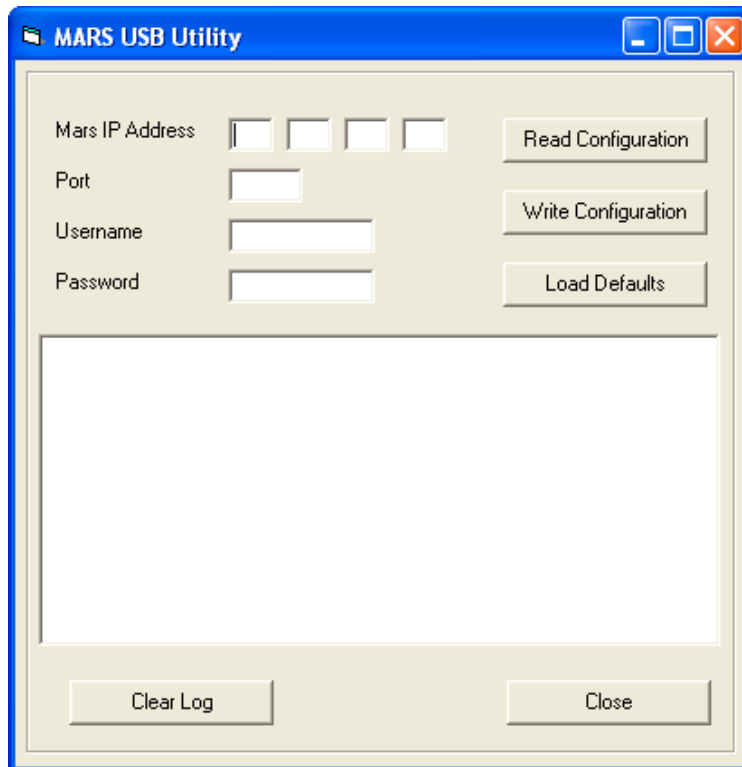 MARS USB Utility
Mars IP Address
Read Configuration
Port
Write Configuration
Username
Password
Load Defaults
Clear Log
Close